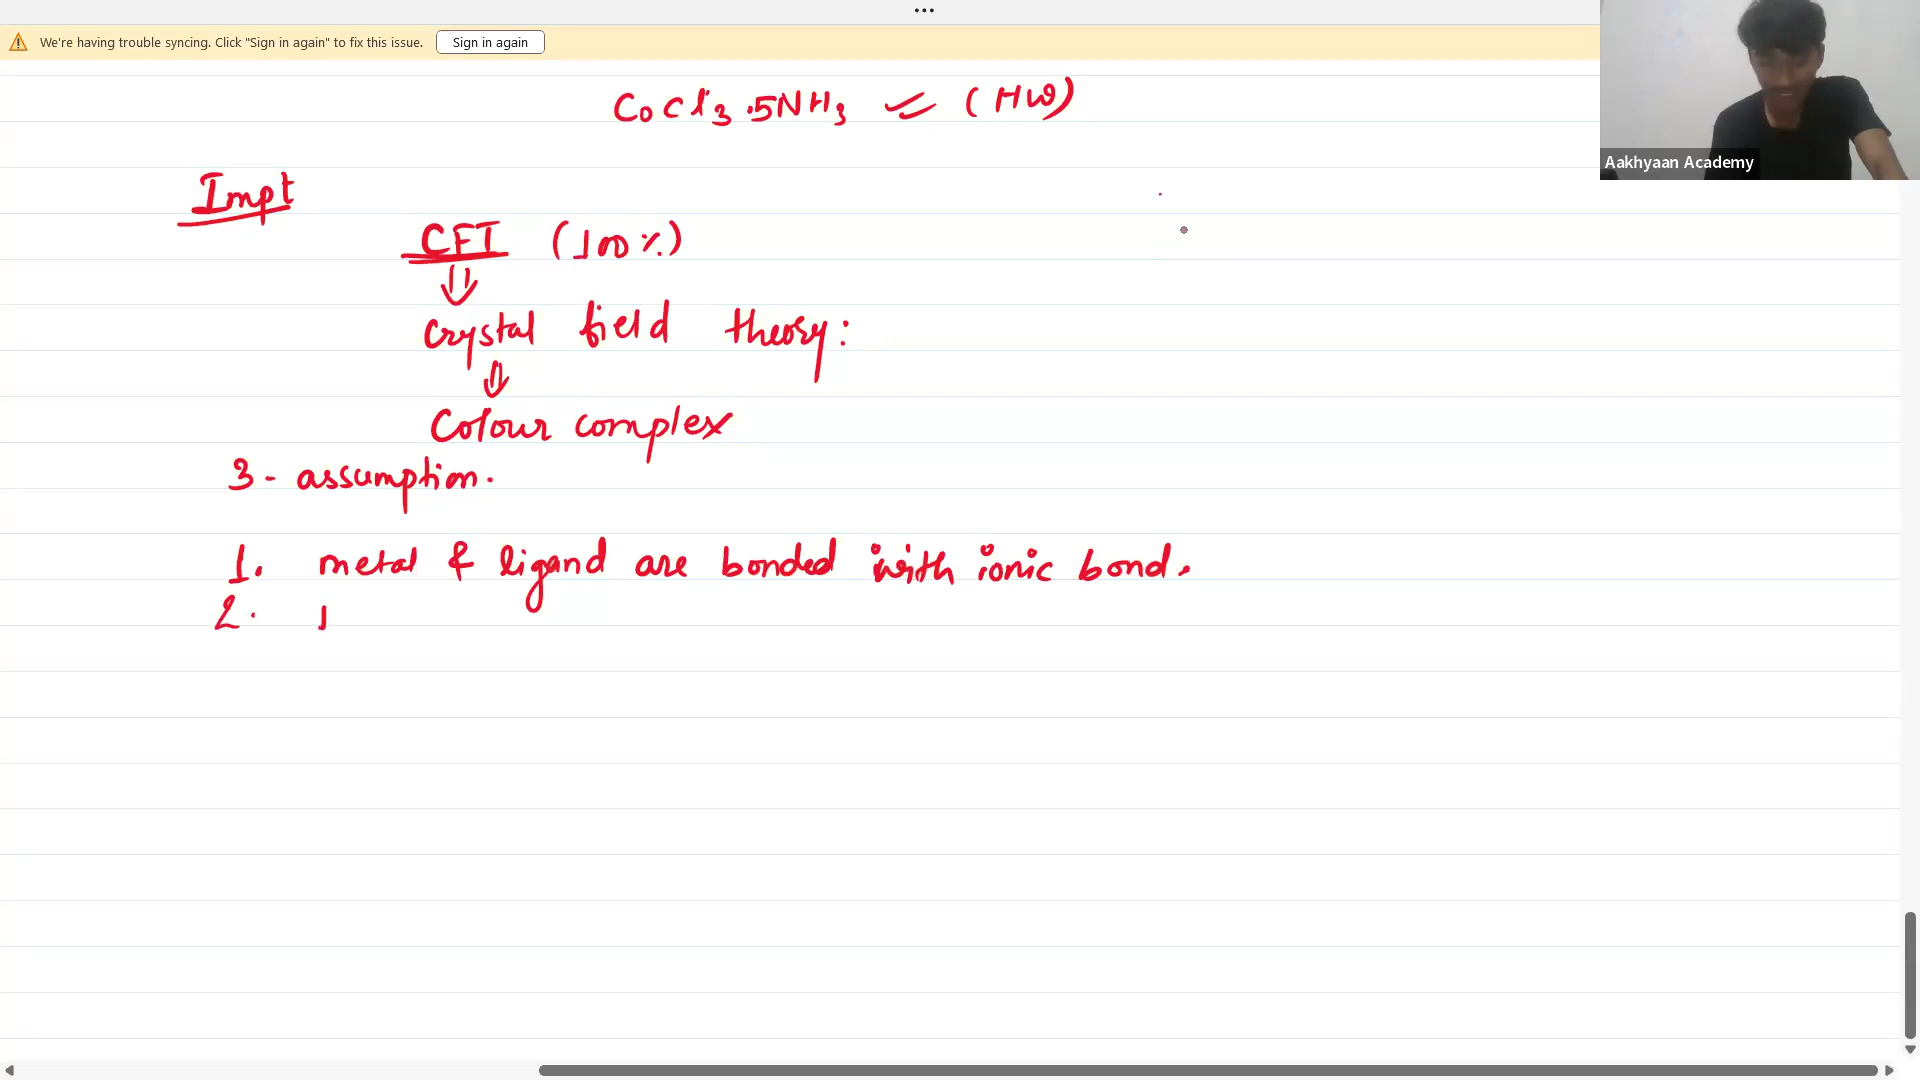 We're having trouble syncing. Click "Sign in again" to fix this issue. Sign in again
Aakhyaan Academy
CoCl3.5NH3 (HW)
Impt
CFT (100%)
Crystal field theory:
Colour complex
3- assumption.
1. metal & ligand are bonded with ionic bond.
2.